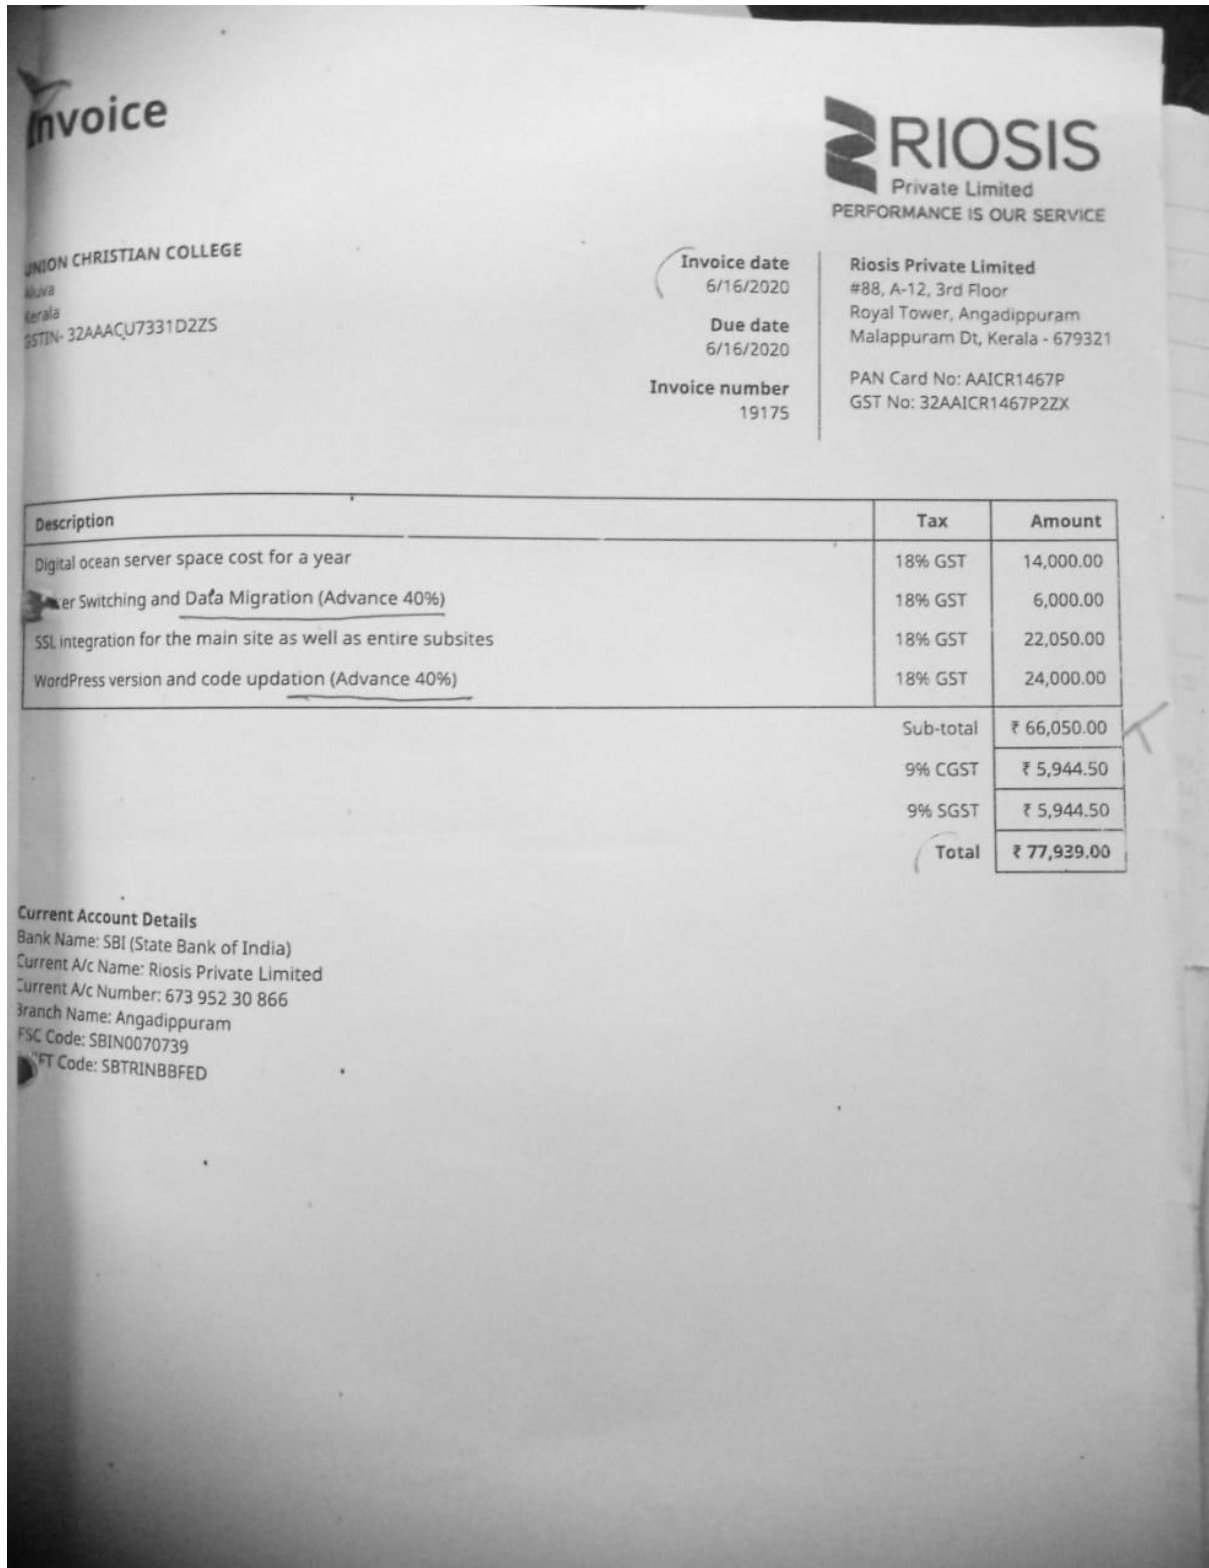 Invoice
RIOSIS
Private Limited
PERFORMANCE IS OUR SERVICE
UNION CHRISTIAN COLLEGE
Aluva
Kerala
GSTIN- 32AAACU7331D2ZS
Invoice date
6/16/2020
Due date
6/16/2020
Invoice number
19175
Riosis Private Limited
#88, A-12, 3rd Floor
Royal Tower, Angadippuram
Malappuram Dt, Kerala - 679321
PAN Card No: AAICR1467P
GST No: 32AAICR1467P2ZX
Description Tax Amount
Digital ocean server space cost for a year 18% GST 14,000.00
er Switching and Data Migration (Advance 40%) 18% GST 6,000.00
SSL integration for the main site as well as entire subsites 18% GST 22,050.00
WordPress version and code updation (Advance 40%) 18% GST 24,000.00
Sub-total ₹ 66,050.00
9% CGST ₹ 5,944.50
9% SGST ₹ 5,944.50
Total ₹ 77,939.00
Current Account Details
Bank Name: SBI (State Bank of India)
Current A/c Name: Riosis Private Limited
Current A/c Number: 673 952 30 866
Branch Name: Angadippuram
FSC Code: SBIN0070739
FT Code: SBTRINBBFED